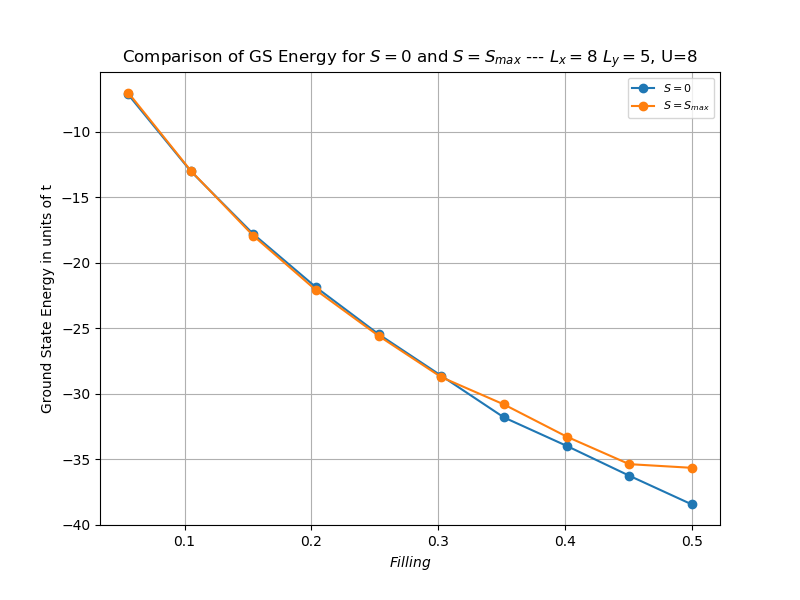 Comparison of GS Energy for $S = 0$ and $S = S_{max}$ --- $L_x = 8$ $L_y = 5$, U=8
S = 0
S = S_{max}
−10
−15
−20
−25
−30
−35
−40
Ground State Energy in units of t
0.1 0.2 0.3 0.4 0.5
Filling